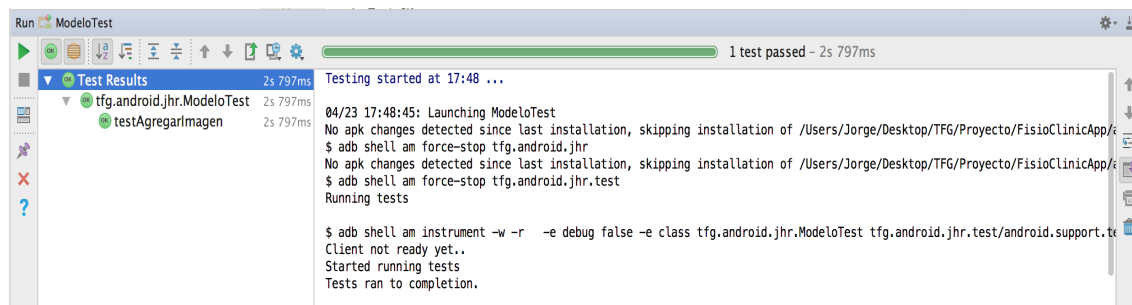 Run ModeloTest
1 test passed – 2s 797ms
Test Results 2s 797ms
tfg.android.jhr.ModeloTest 2s 797ms
testAgregarImagen 2s 797ms
Testing started at 17:48 ...
04/23 17:48:45: Launching ModeloTest
No apk changes detected since last installation, skipping installation of /Users/Jorge/Desktop/TFG/Proyecto/FisioClinicApp/
$ adb shell am force-stop tfg.android.jhr
No apk changes detected since last installation, skipping installation of /Users/Jorge/Desktop/TFG/Proyecto/FisioClinicApp/
$ adb shell am force-stop tfg.android.jhr.test
Running tests
$ adb shell am instrument -w -r   -e debug false -e class tfg.android.jhr.ModeloTest tfg.android.jhr.test/android.support.te
Client not ready yet..
Started running tests
Tests ran to completion.